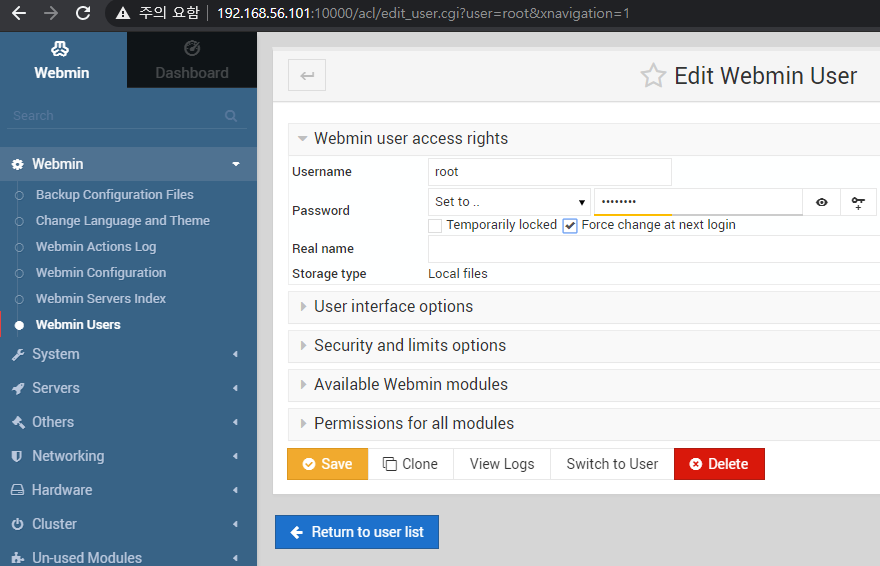 주의 요함 192.168.56.101:10000/acl/edit_user.cgi?user=root&xnavigation=1
Webmin
Dashboard
Search
Webmin
Backup Configuration Files
Change Language and Theme
Webmin Actions Log
Webmin Configuration
Webmin Servers Index
Webmin Users
System
Servers
Others
Networking
Hardware
Cluster
Un-used Modules
Edit Webmin User
Webmin user access rights
Username root
Password Set to .. ••••••••
Temporarily locked Force change at next login
Real name
Storage type Local files
User interface options
Security and limits options
Available Webmin modules
Permissions for all modules
Save Clone View Logs Switch to User Delete
Return to user list